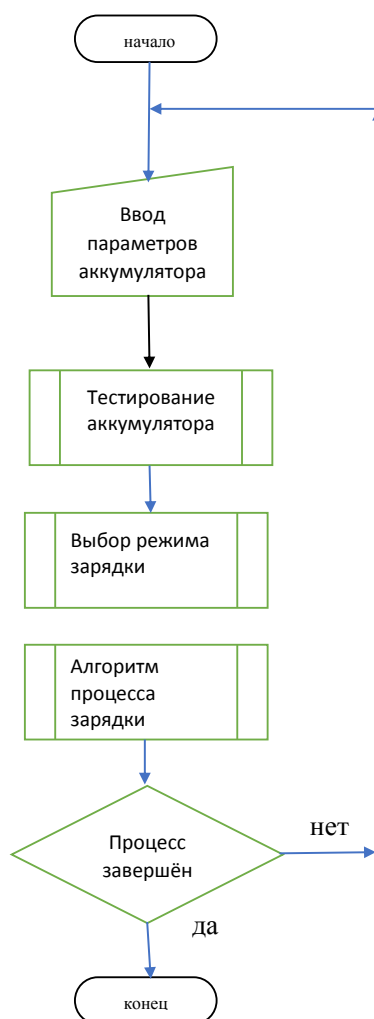 начало
Ввод
параметров
аккумулятора
Тестирование
аккумулятора
Выбор режима
зарядки
Алгоритм
процесса
зарядки
Процесс
завершён
нет
да
конец